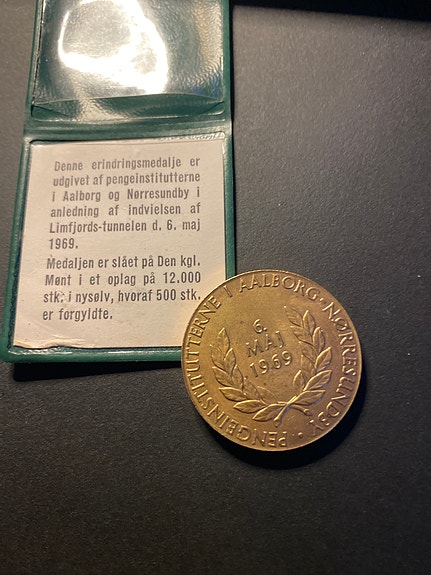 Denne erindringsmedalje er
udgivet af pengeinstitutterne
i Aalborg og Nørresundby i
anledning af indvielsen af
Limfjords-tunnelen d. 6. maj
1969.
Medaljen er slået på Den kgl.
Mønt i et oplag på 12.000
stk. i nysølv, hvoraf 500 stk.
er forgyldte.
PENGEINSTITUTTERNE I AALBORG-NØRRESUNDBY ·
6.
MAJ
1969